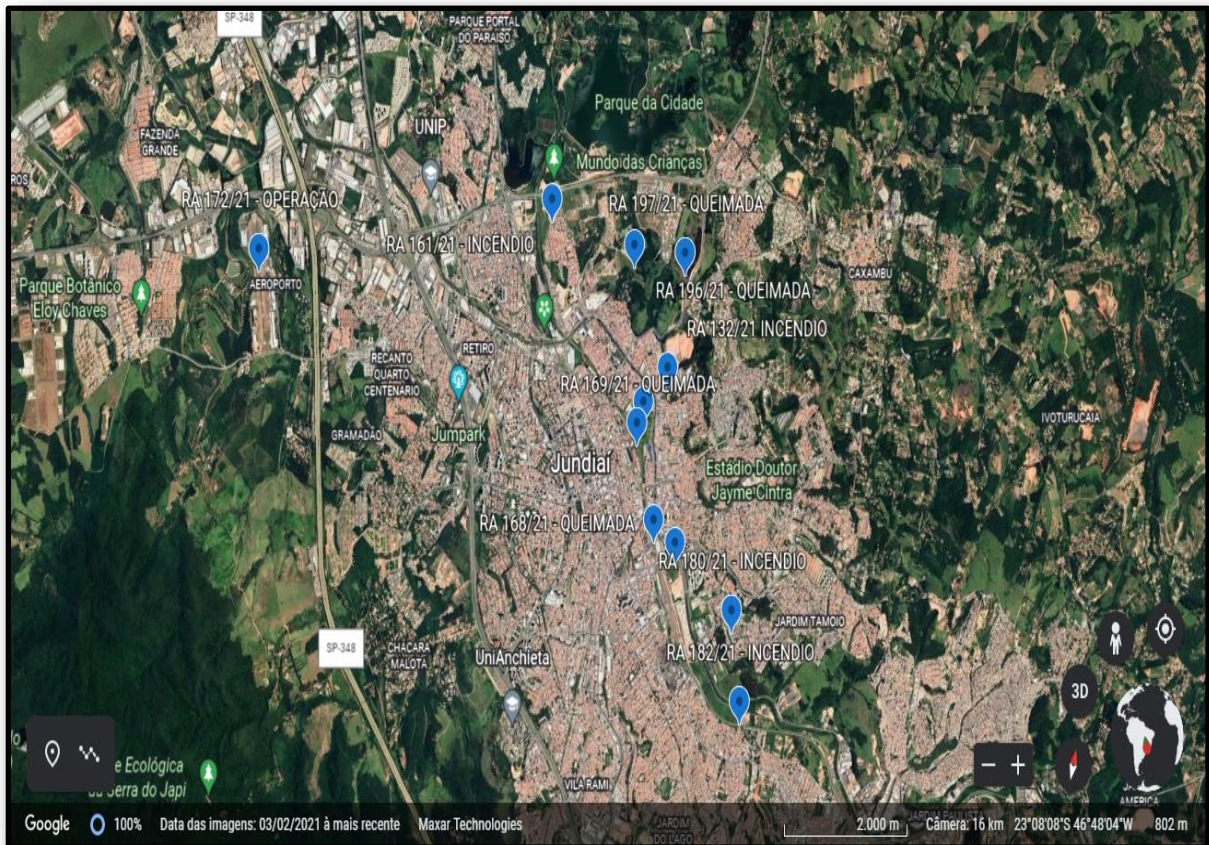 SP-348
PARQUE PORTAL
DO PARAISO
Parque da Cidade
UNIP
FAZENDA
GRANDE
Mundo das Crianças
ROS
RA 172/21 - OPERAÇÃO
RA 197/21 - QUEIMADA
RA 161/21 - INCÊNDIO
CAXAMBU
Parque Botânico
Eloy Chaves
AEROPORTO
RA 196/21 - QUEIMADA
RA 132/21 INCÊNDIO
RETIRO
RECANTO
QUARTO
CENTENARIO
RA 169/21 - QUEIMADA
IVOTURUCAIA
GRAMADÃO
Jumpark
Jundiaí
Estádio Doutor
Jayme Cintra
RA 168/21 - QUEIMADA
RA 180/21 - INCÊNDIO
JARDIM TAMOIO
SP-348
CHACARA
MALOTA
UniAnchieta
RA 182/21 - INCÊNDIO
3D
e Ecológica
da Serra do Japi
VILA RAMI
AMERICA
JARDIM PAULISTA
JARDIM
DO LAGO
Google 100% Data das imagens: 03/02/2021 à mais recente Maxar Technologies 2.000 m Câmera: 16 km 23°08'08"S 46°48'04"W 802 m